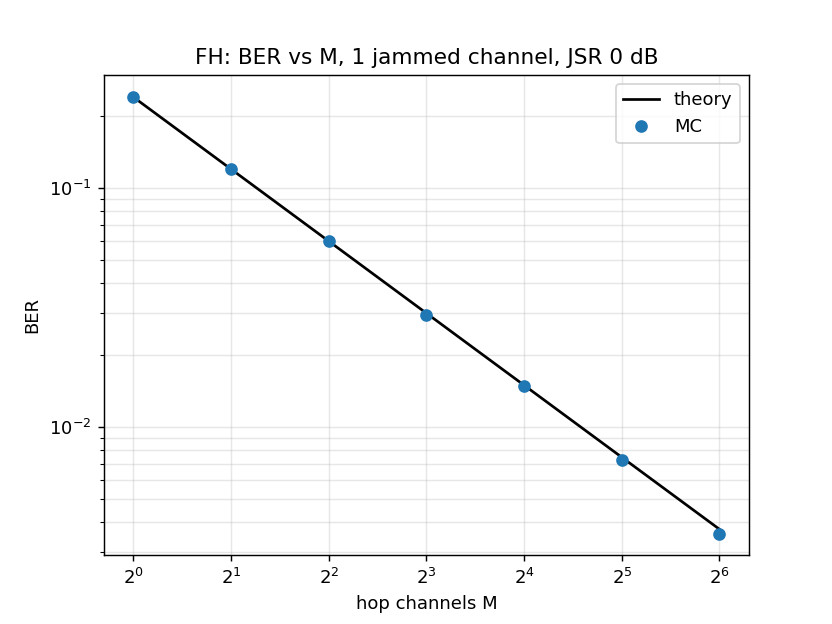 FH: BER vs M, 1 jammed channel, JSR 0 dB
theory
MC
BER
10⁻¹
10⁻²
2⁰ 2¹ 2² 2³ 2⁴ 2⁵ 2⁶
hop channels M